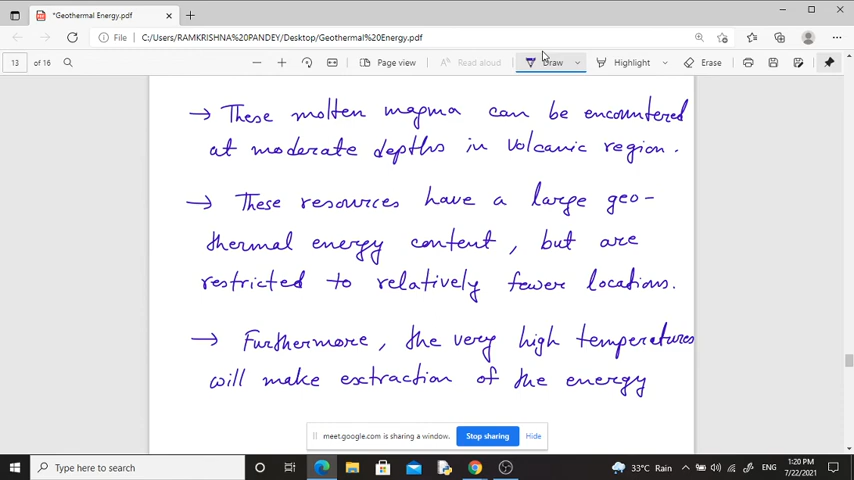 *Geothermal Energy.pdf
File C:/Users/RAMKRISHNA%20PANDEY/Desktop/Geothermal%20Energy.pdf
13 of 16 Page view Read aloud Draw Highlight Erase
→ These molten magma can be encountered
at moderate depths in volcanic region.
→ These resources have a large geo-
thermal energy content, but are
restricted to relatively fewer locations.
→ Furthermore, the very high temperatures
will make extraction of the energy
meet.google.com is sharing a window. Stop sharing Hide
Type here to search
33°C Rain
ENG
1:20 PM
7/22/2021